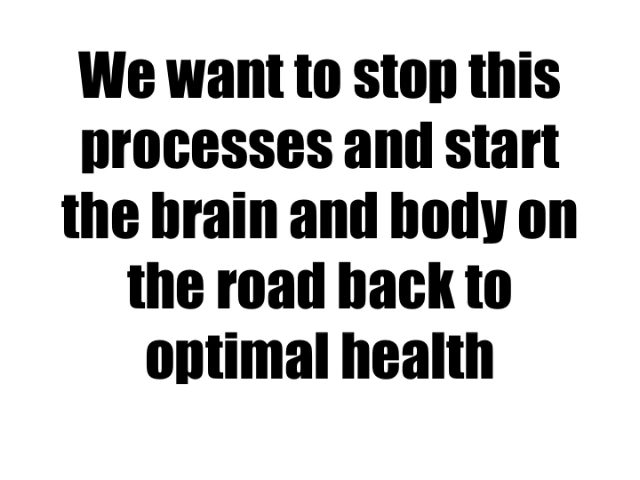 We want to stop this
processes and start
the brain and body on
the road back to
optimal health